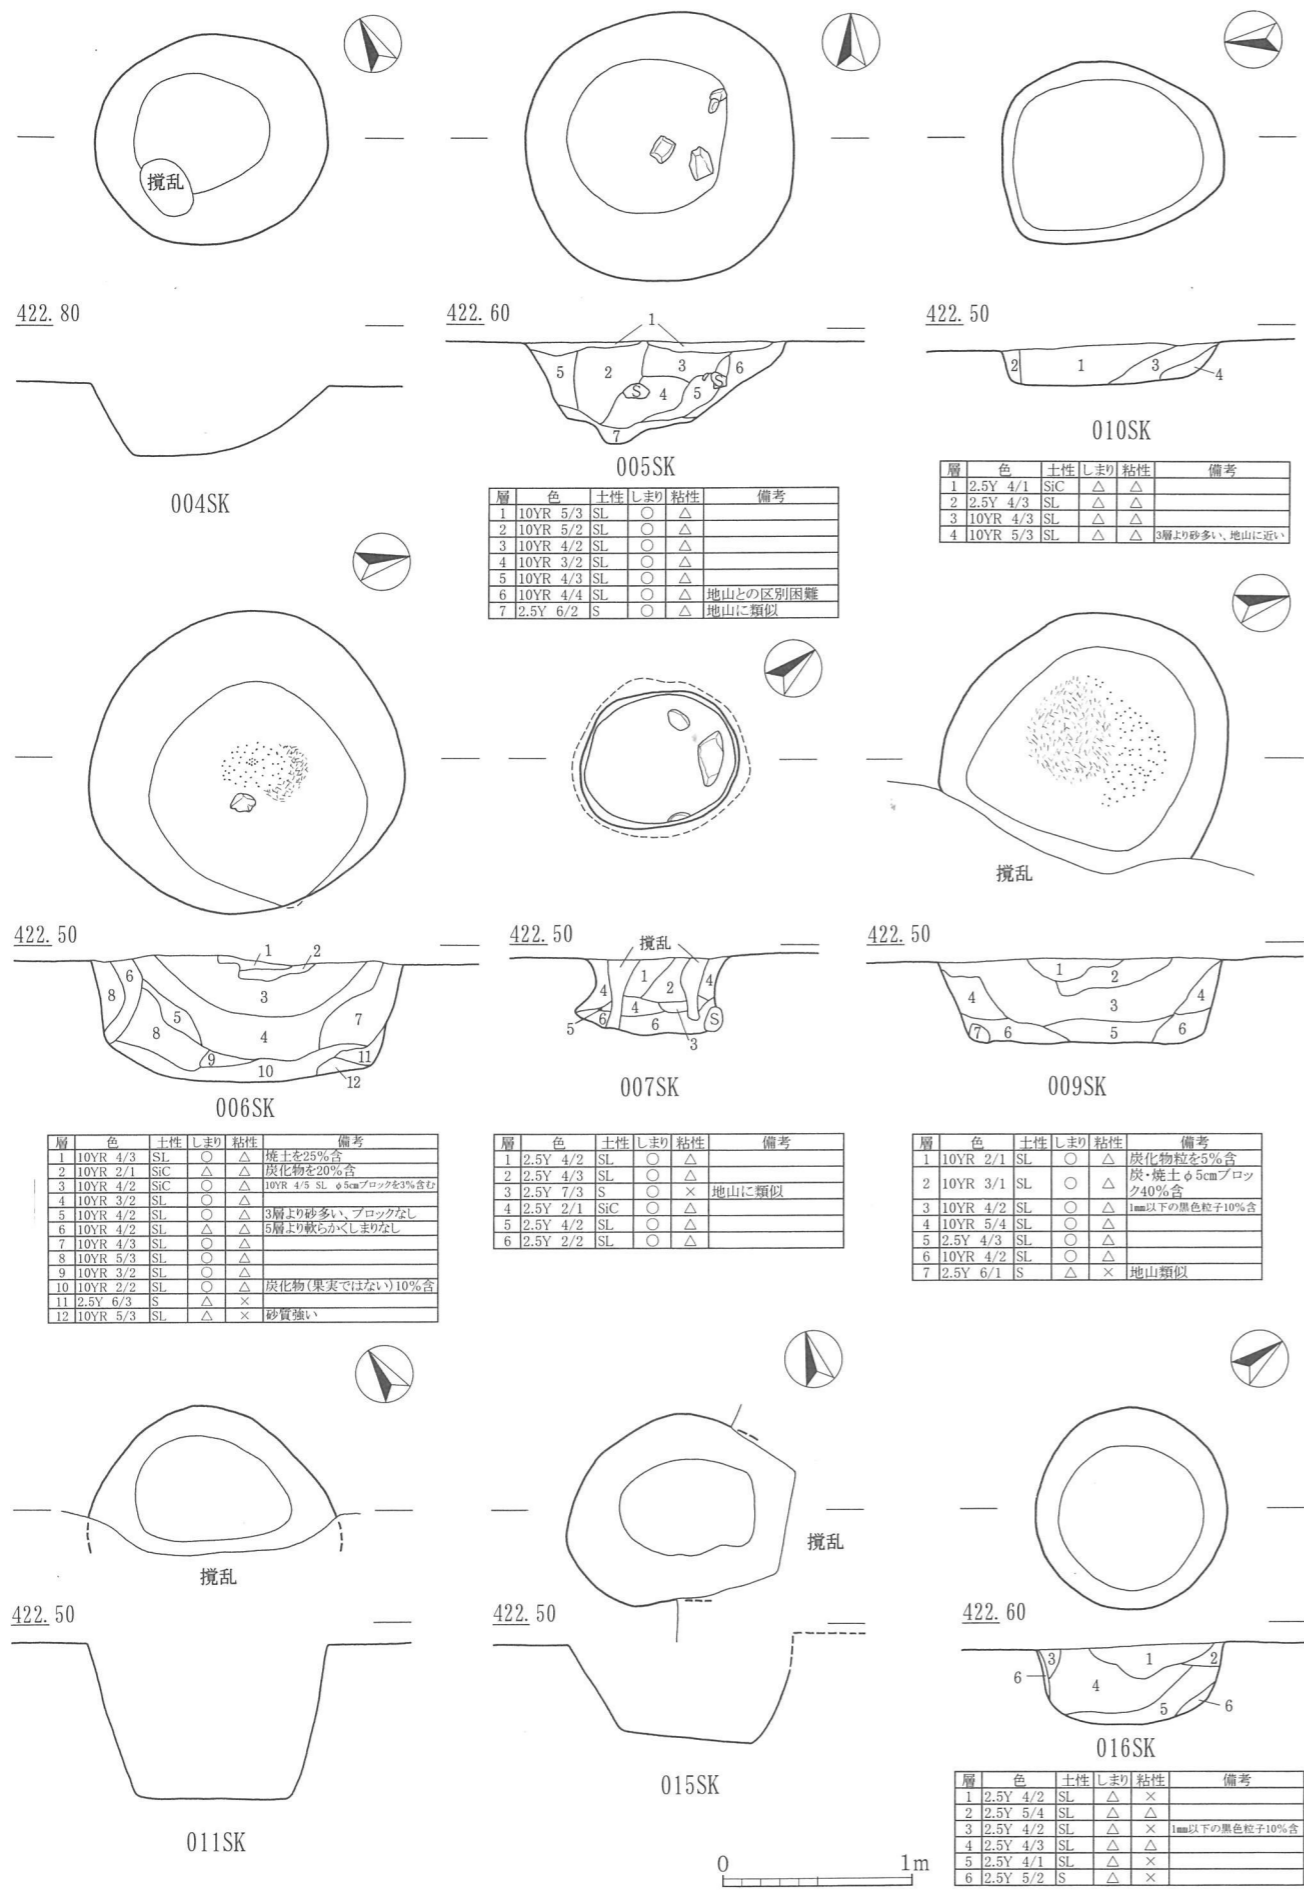 撹乱
422. 80
004SK
422. 60
1
5 2 3 6
S 4 5 S
7
005SK
層 色 土性 しまり 粘性 備考
1 10YR 5/3 SL ○ △
2 10YR 5/2 SL ○ △
3 10YR 4/2 SL ○ △
4 10YR 3/2 SL ○ △
5 10YR 4/3 SL ○ △
6 10YR 4/4 SL ○ △ 地山との区別困難
7 2.5Y 6/2 S ○ △ 地山に類似
422. 50
2 1 3 4
010SK
層 色 土性 しまり 粘性 備考
1 2.5Y 4/1 SiC △ △
2 2.5Y 4/3 SL △ △
3 10YR 4/3 SL △ △
4 10YR 5/3 SL △ △ 3層より砂多い、地山に近い
422. 50
1 2
6
8 3
5 7
8 4
9 11
10 12
006SK
層 色 土性 しまり 粘性 備考
1 10YR 4/3 SL ○ △ 焼土を25%含
2 10YR 2/1 SiC △ △ 炭化物を20%含
3 10YR 4/2 SiC ○ △ 10YR 4/5 SL φ5cmブロックを3%含む
4 10YR 3/2 SL ○ △
5 10YR 4/2 SL ○ △ 3層より砂多い、ブロックなし
6 10YR 4/2 SL △ △ 5層より軟らかくしまりなし
7 10YR 4/3 SL ○ △
8 10YR 5/3 SL ○ △
9 10YR 3/2 SL ○ △
10 10YR 2/2 SL ○ △ 炭化物(果実ではない)10%含
11 2.5Y 6/3 S △ ×
12 10YR 5/3 SL △ × 砂質強い
422. 50
撹乱
1 4
4 2
4
5 6 6 S
3
007SK
層 色 土性 しまり 粘性 備考
1 2.5Y 4/2 SL ○ △
2 2.5Y 4/3 SL ○ △
3 2.5Y 7/3 S ○ × 地山に類似
4 2.5Y 2/1 SiC ○ △
5 2.5Y 4/2 SL ○ △
6 2.5Y 2/2 SL ○ △
撹乱
422. 50
1 2
4 3 4
7 6 5 6
009SK
層 色 土性 しまり 粘性 備考
1 10YR 2/1 SL ○ △ 炭化物粒を5%含
2 10YR 3/1 SL ○ △ 炭・焼土φ5cmブロック40%含
3 10YR 4/2 SL ○ △ 1mm以下の黒色粒子10%含
4 10YR 5/4 SL ○ △
5 2.5Y 4/3 SL ○ △
6 10YR 4/2 SL ○ △
7 2.5Y 6/1 S △ × 地山類似
撹乱
422. 50
011SK
撹乱
422. 50
015SK
422. 60
3 1 2
6 4
5 6
016SK
層 色 土性 しまり 粘性 備考
1 2.5Y 4/2 SL △ ×
2 2.5Y 5/4 SL △ △
3 2.5Y 4/2 SL △ × 1mm以下の黒色粒子10%含
4 2.5Y 4/3 SL △ △
5 2.5Y 4/1 SL △ ×
6 2.5Y 5/2 S △ ×
0 1m